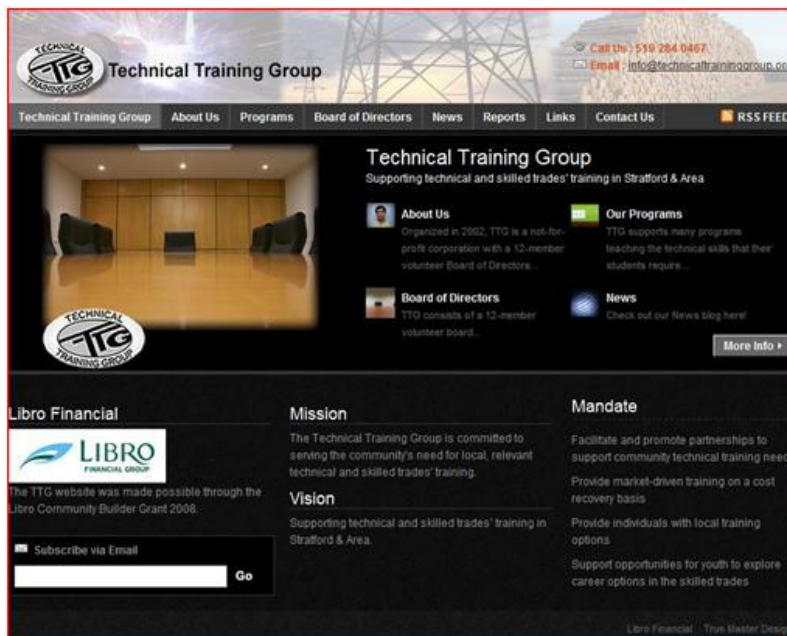 TECHNICAL
TTG
TRAINING GROUP
Technical Training Group
Call Us : 519 284 0467
Email : info@technicaltraininggroup.org
Technical Training Group
About Us
Programs
Board of Directors
News
Reports
Links
Contact Us
RSS FEED
Technical Training Group
Supporting technical and skilled trades' training in Stratford & Area
About Us
Organized in 2002, TTG is a not-for-
profit corporation with a 12-member
volunteer Board of Directors...
Our Programs
TTG supports many programs
teaching the technical skills that their
students require...
Board of Directors
TTG consists of a 12-member
volunteer board...
News
Check out our News blog here!
More Info
TECHNICAL
TTG
TRAINING GROUP
Libro Financial
LIBRO
FINANCIAL GROUP
The TTG website was made possible through the
Libro Community Builder Grant 2008.
Subscribe via Email
Go
Mission
The Technical Training Group is committed to
serving the community's need for local, relevant
technical and skilled trades' training.
Vision
Supporting technical and skilled trades' training in
Stratford & Area.
Mandate
Facilitate and promote partnerships to
support community technical training need
Provide market-driven training on a cost
recovery basis
Provide individuals with local training
options
Support opportunities for youth to explore
career options in the skilled trades
Libro Financial True Master Desig